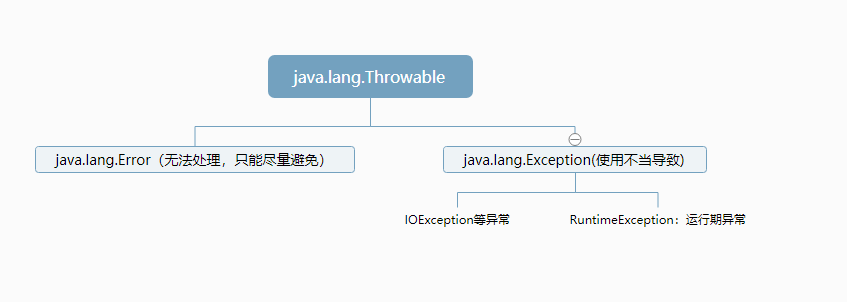 java.lang.Throwable
java.lang.Error（无法处理，只能尽量避免）
java.lang.Exception(使用不当导致)
IOException等异常
RuntimeException：运行期异常